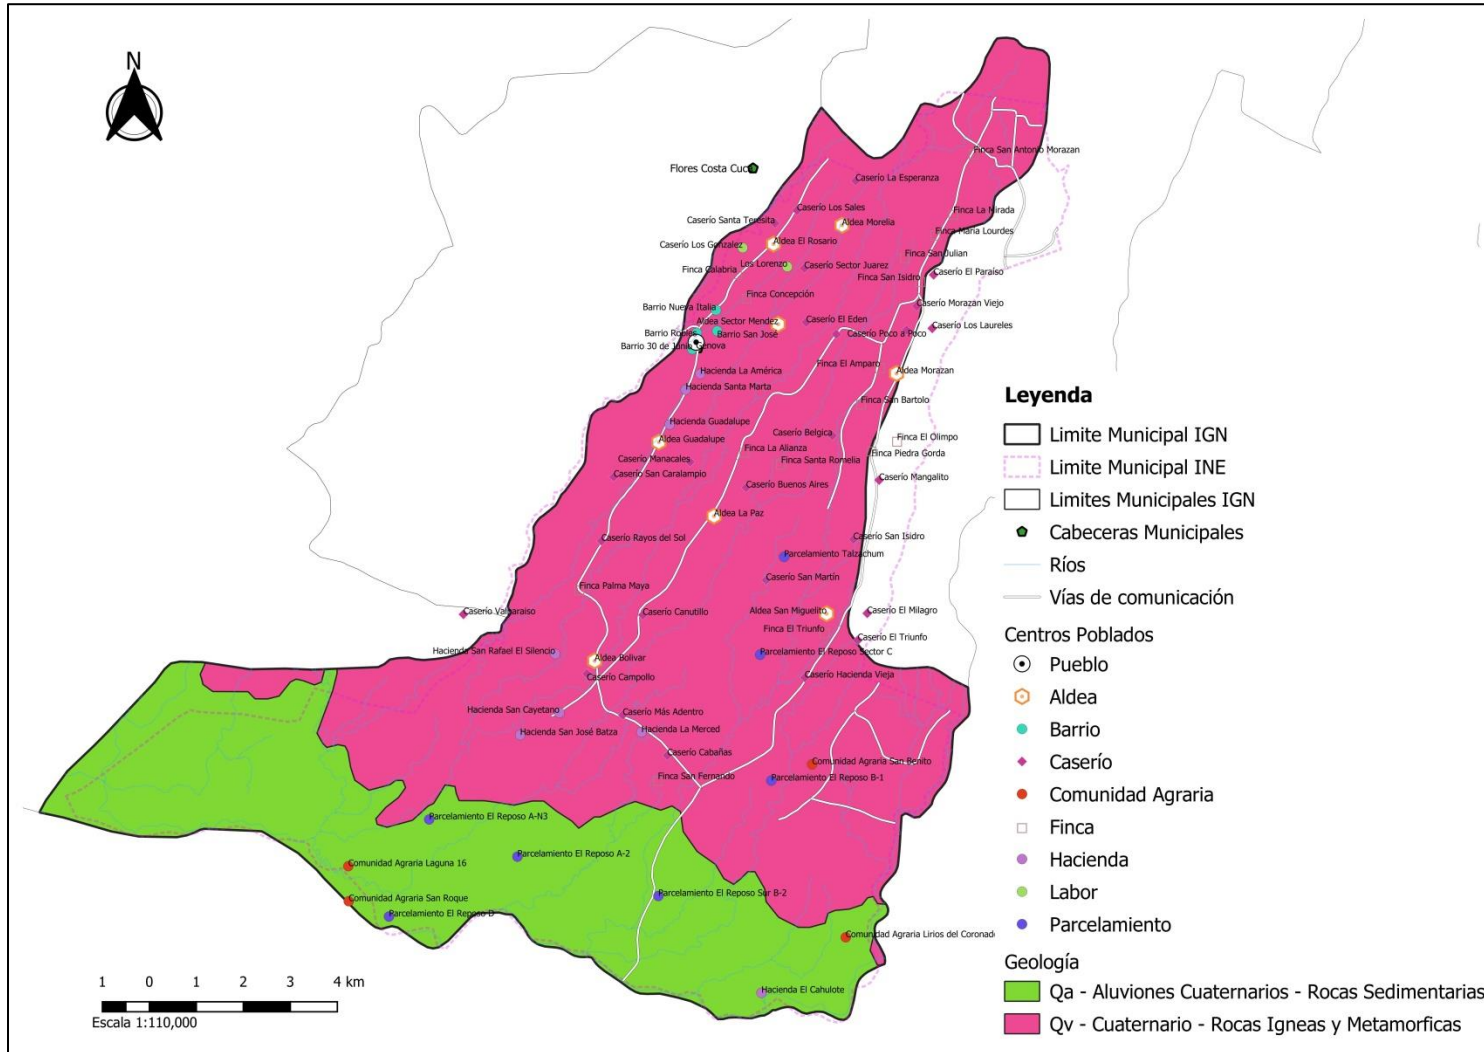 N
Finca San Antonio Morazan
Flores Costa Cuca
Caserío La Esperanza
Caserío Los Sales
Finca La Mirada
Caserío Santa Teresita
Aldea Morelia
Finca Maria Lourdes
Caserío Los Gonzalez
Aldea El Rosario
Finca San Julian
Los Lorenzo
Caserío Sector Juarez
Finca Calabria
Caserío El Paraíso
Finca San Isidro
Finca Concepción
Caserío Morazan Viejo
Barrio Nueva Italia
Aldea Sector Mendez
Caserío El Eden
Caserío Los Laureles
Barrio Robles
Barrio San José
Caserío Poco a Poco
Barrio 30 de Junio
Genova
Finca El Amparo
Hacienda La América
Aldea Morazan
Hacienda Santa Marta
Finca San Bartolo
Hacienda Guadalupe
Caserío Belgica
Aldea Guadalupe
Finca El Olimpo
Finca La Alianza
Finca Piedra Gorda
Caserío Manacales
Finca Santa Romelia
Caserío San Caralampio
Caserío Mangalito
Caserío Buenos Aires
Aldea La Paz
Caserío Rayos del Sol
Caserío San Isidro
Parcelamiento Talzachum
Caserío San Martín
Finca Palma Maya
Caserío Valparaiso
Caserío Canutillo
Aldea San Miguelito
Caserío El Milagro
Finca El Triunfo
Caserío El Triunfo
Hacienda San Rafael El Silencio
Aldea Bolivar
Parcelamiento El Reposo Sector C
Caserío Campollo
Caserío Hacienda Vieja
Hacienda San Cayetano
Caserío Más Adentro
Hacienda San José Batza
Hacienda La Merced
Caserío Cabañas
Comunidad Agraria San Benito
Finca San Fernando
Parcelamiento El Reposo B-1
Parcelamiento El Reposo A-N3
Parcelamiento El Reposo A-2
Comunidad Agraria Laguna 16
Parcelamiento El Reposo Sur B-2
Comunidad Agraria San Roque
Parcelamiento El Reposo D
Comunidad Agraria Lirios del Coronado
Hacienda El Cahulote
1 0 1 2 3 4 km
Escala 1:110,000
Leyenda
Limite Municipal IGN
Limite Municipal INE
Limites Municipales IGN
Cabeceras Municipales
Ríos
Vías de comunicación
Centros Poblados
Pueblo
Aldea
Barrio
Caserío
Comunidad Agraria
Finca
Hacienda
Labor
Parcelamiento
Geología
Qa - Aluviones Cuaternarios - Rocas Sedimentarias
Qv - Cuaternario - Rocas Igneas y Metamorficas